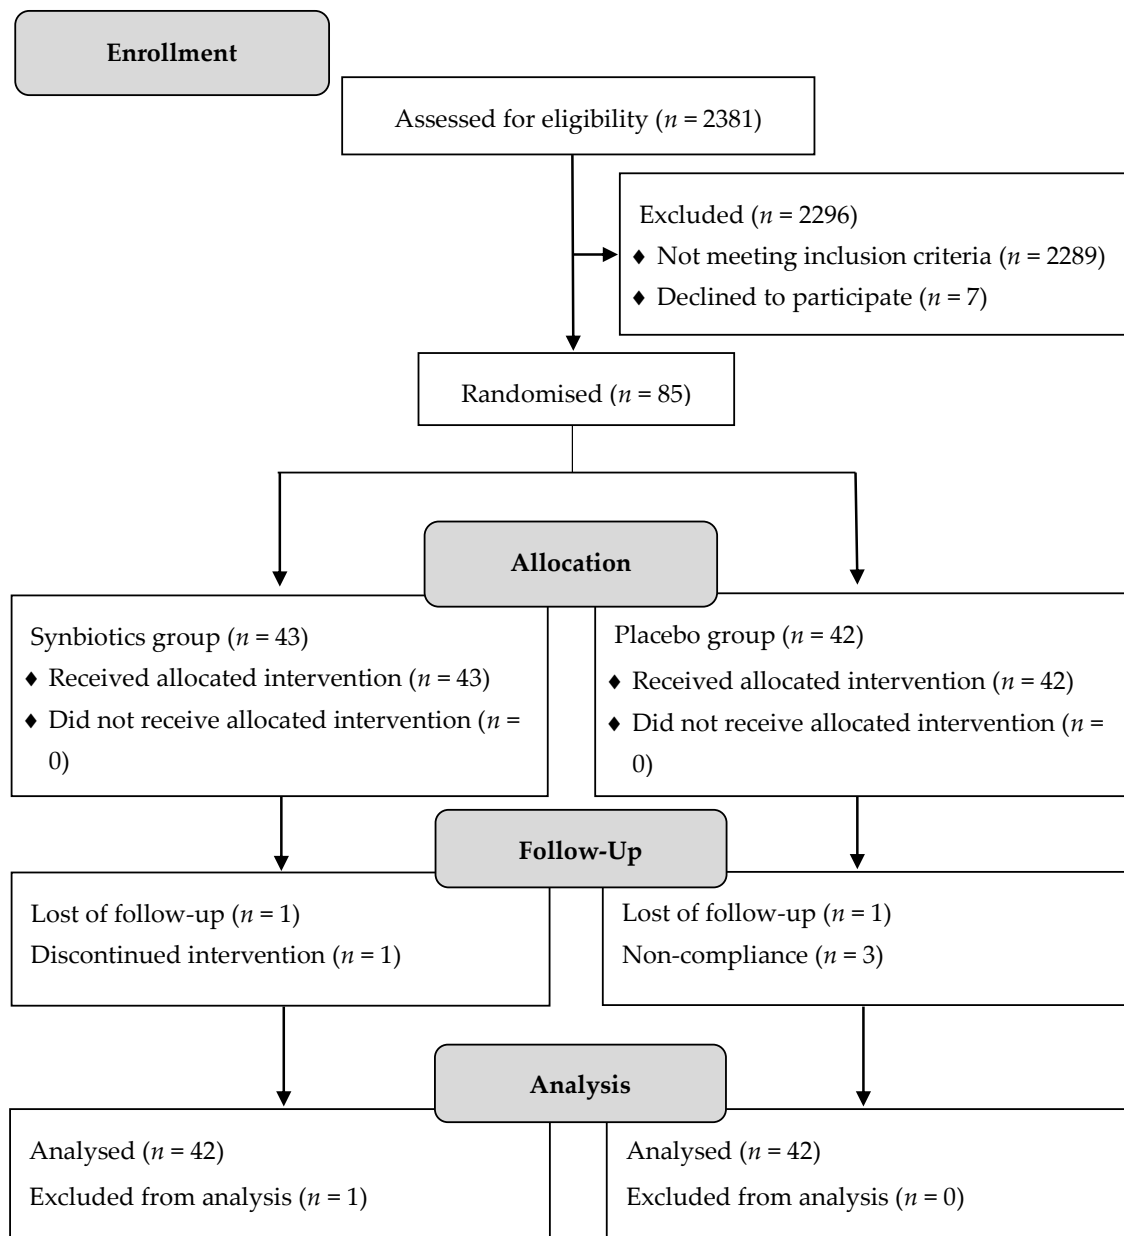 Enrollment
Assessed for eligibility (n = 2381)
Excluded (n = 2296)
♦ Not meeting inclusion criteria (n = 2289)
♦ Declined to participate (n = 7)
Randomised (n = 85)
Allocation
Synbiotics group (n = 43)
♦ Received allocated intervention (n = 43)
♦ Did not receive allocated intervention (n =
0)
Placebo group (n = 42)
♦ Received allocated intervention (n = 42)
♦ Did not receive allocated intervention (n =
0)
Follow-Up
Lost of follow-up (n = 1)
Discontinued intervention (n = 1)
Lost of follow-up (n = 1)
Non-compliance (n = 3)
Analysis
Analysed (n = 42)
Excluded from analysis (n = 1)
Analysed (n = 42)
Excluded from analysis (n = 0)